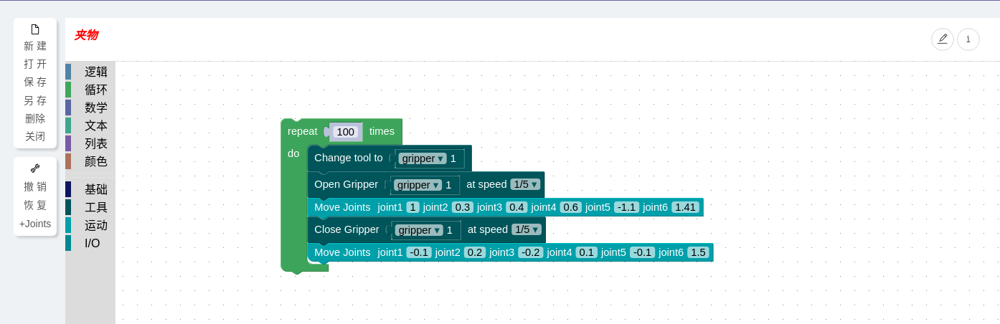 新 建
打 开
保 存
另 存
删除
关闭
撤 销
恢 复
+Joints
夹物
i
逻辑
循环
数学
文本
列表
颜色
基础
工具
运动
I/O
repeat 100 times
do
Change tool to gripper ▾ 1
Open Gripper gripper ▾ 1 at speed 1/5 ▾
Move Joints joint1 1 joint2 0.3 joint3 0.4 joint4 0.6 joint5 -1.1 joint6 1.41
Close Gripper gripper ▾ 1 at speed 1/5 ▾
Move Joints joint1 -0.1 joint2 0.2 joint3 -0.2 joint4 0.1 joint5 -0.1 joint6 1.5